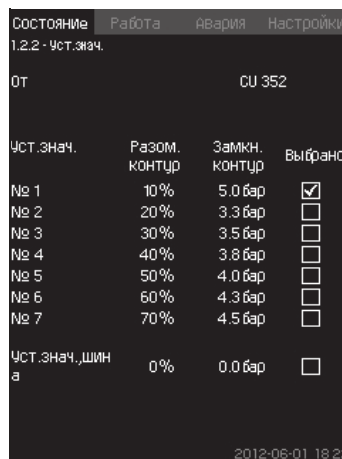 Состояние Работа Авария Настройки
1.2.2 - Уст.знач.
От CU 352
Уст.знач. Разом. контур Замкн. контур Выбрано
№ 1 10% 5.0 бар
№ 2 20% 3.3 бар
№ 3 30% 3.5 бар
№ 4 40% 3.8 бар
№ 5 50% 4.0 бар
№ 6 60% 4.3 бар
№ 7 70% 4.5 бар
Уст.знач.,шин
а 0% 0.0 бар
2012-06-01 18:2